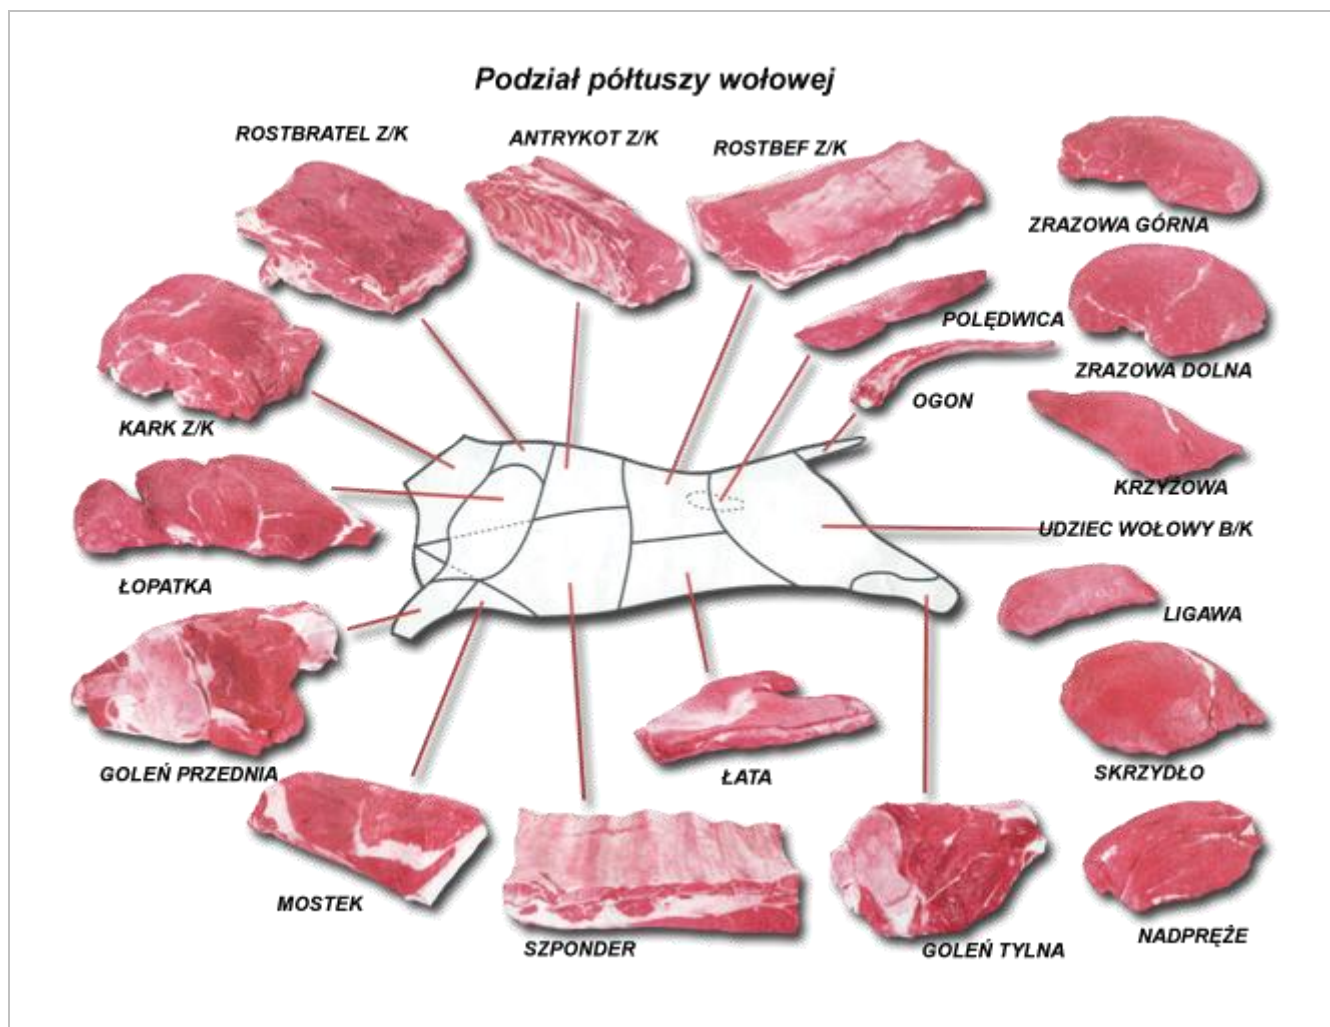 Podział półtuszy wołowej
ROSTBRATEL Z/K
ANTRYKOT Z/K
ROSTBEF Z/K
ZRAZOWA GÓRNA
POLĘDWICA
ZRAZOWA DOLNA
OGON
KARK Z/K
KRZYŻOWA
UDZIEC WOŁOWY B/K
ŁOPATKA
LIGAWA
GOLEŃ PRZEDNIA
ŁATA
SKRZYDŁO
MOSTEK
SZPONDER
GOLEŃ TYLNA
NADPRĘŻE